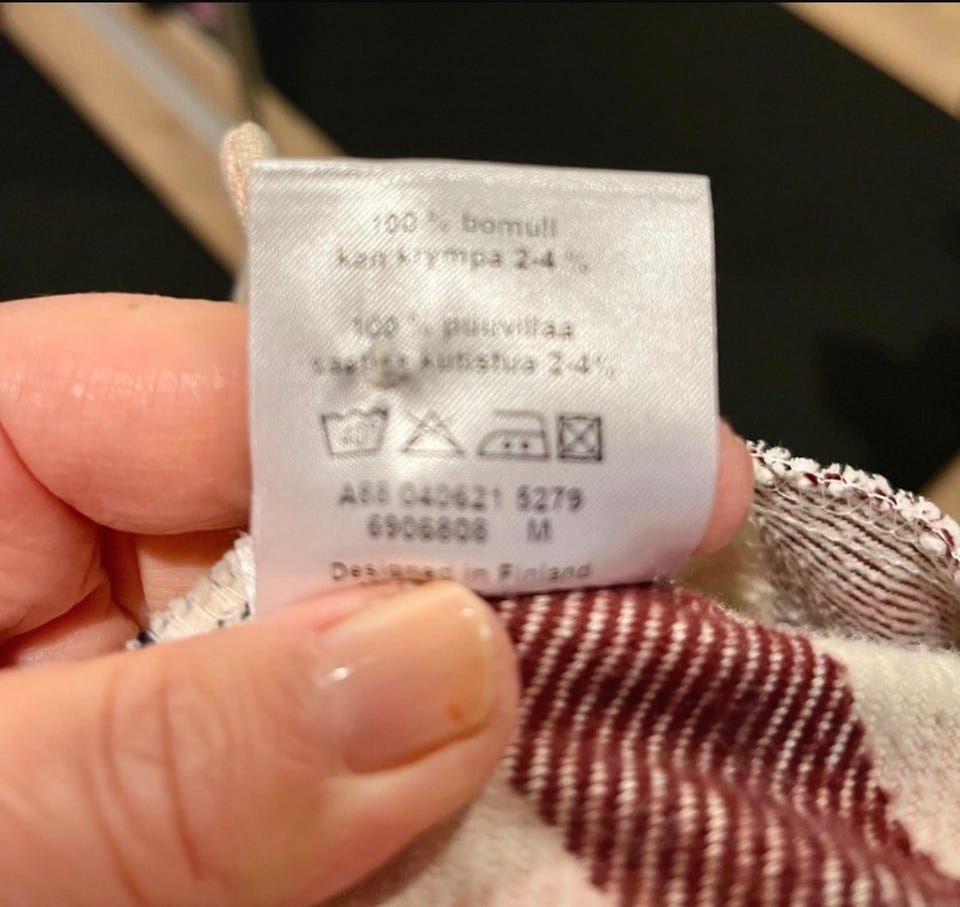 100 % bomull
kan krympa 2-4 %
100 % puuvillaa
saattaa kutistua 2-4%
40°
A88 040621 5279
6906808 M
Designed in Finland